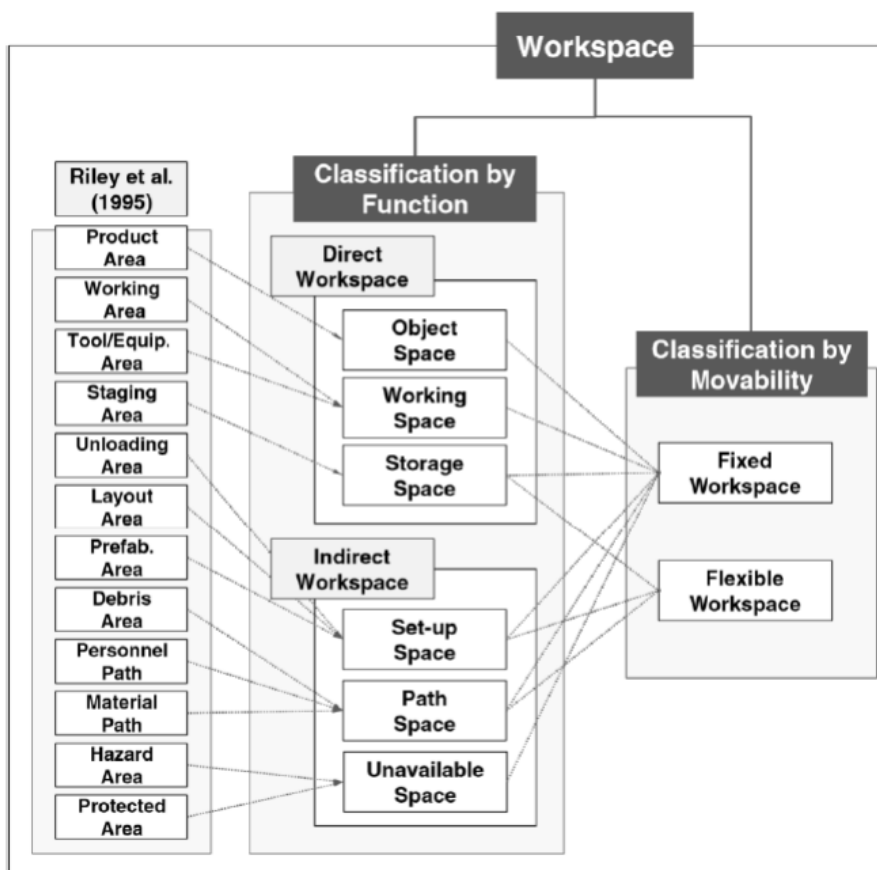 Workspace
Riley et al.
(1995)
Product
Area
Working
Area
Tool/Equip.
Area
Staging
Area
Unloading
Area
Layout
Area
Prefab.
Area
Debris
Area
Personnel
Path
Material
Path
Hazard
Area
Protected
Area
Classification by
Function
Direct
Workspace
Object
Space
Working
Space
Storage
Space
Indirect
Workspace
Set-up
Space
Path
Space
Unavailable
Space
Classification by
Movability
Fixed
Workspace
Flexible
Workspace